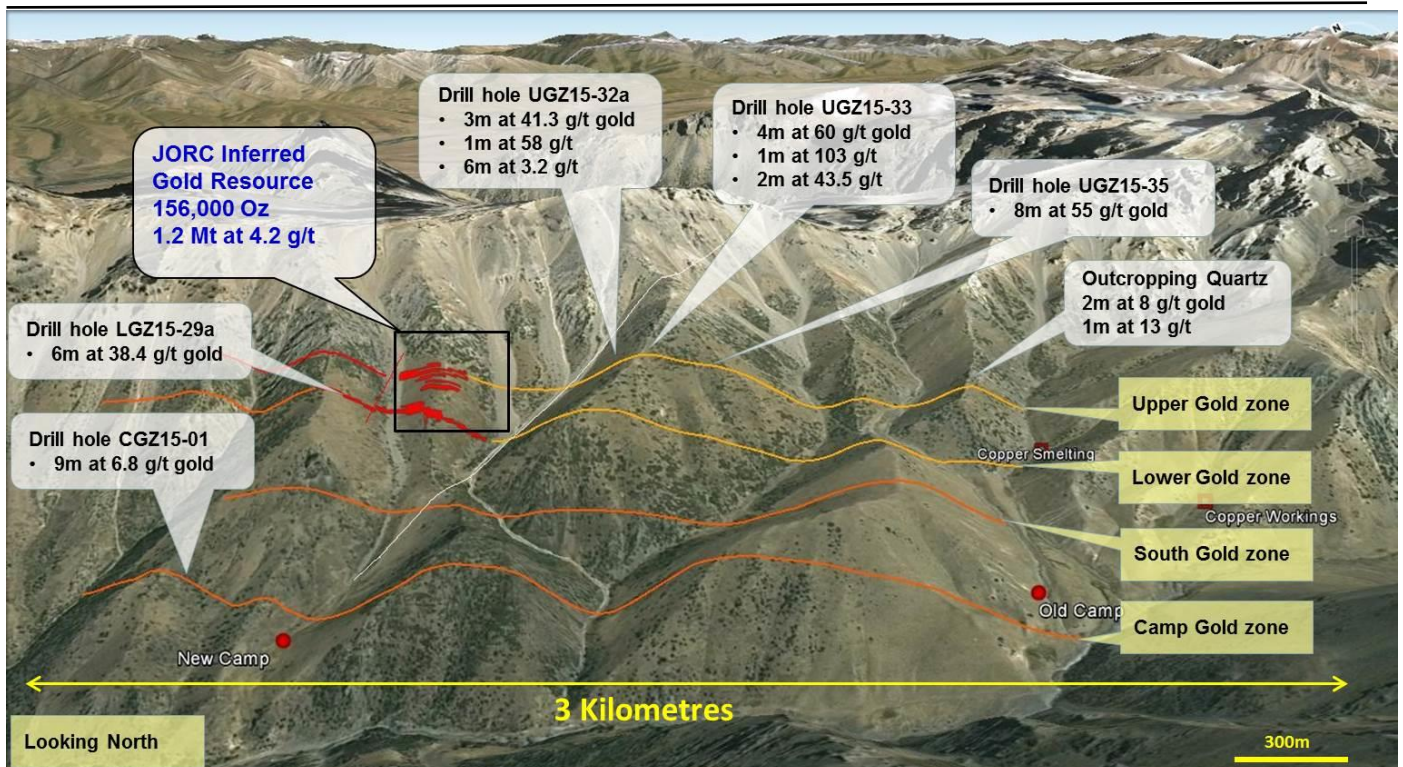 N
Drill hole UGZ15-32a
• 3m at 41.3 g/t gold
• 1m at 58 g/t
• 6m at 3.2 g/t
Drill hole UGZ15-33
• 4m at 60 g/t gold
• 1m at 103 g/t
• 2m at 43.5 g/t
JORC Inferred
Gold Resource
156,000 Oz
1.2 Mt at 4.2 g/t
Drill hole UGZ15-35
• 8m at 55 g/t gold
Outcropping Quartz
2m at 8 g/t gold
1m at 13 g/t
Drill hole LGZ15-29a
• 6m at 38.4 g/t gold
Upper Gold zone
Drill hole CGZ15-01
• 9m at 6.8 g/t gold
Copper Smelting
Lower Gold zone
Copper Workings
South Gold zone
Old Camp
Camp Gold zone
New Camp
3 Kilometres
Looking North
300m